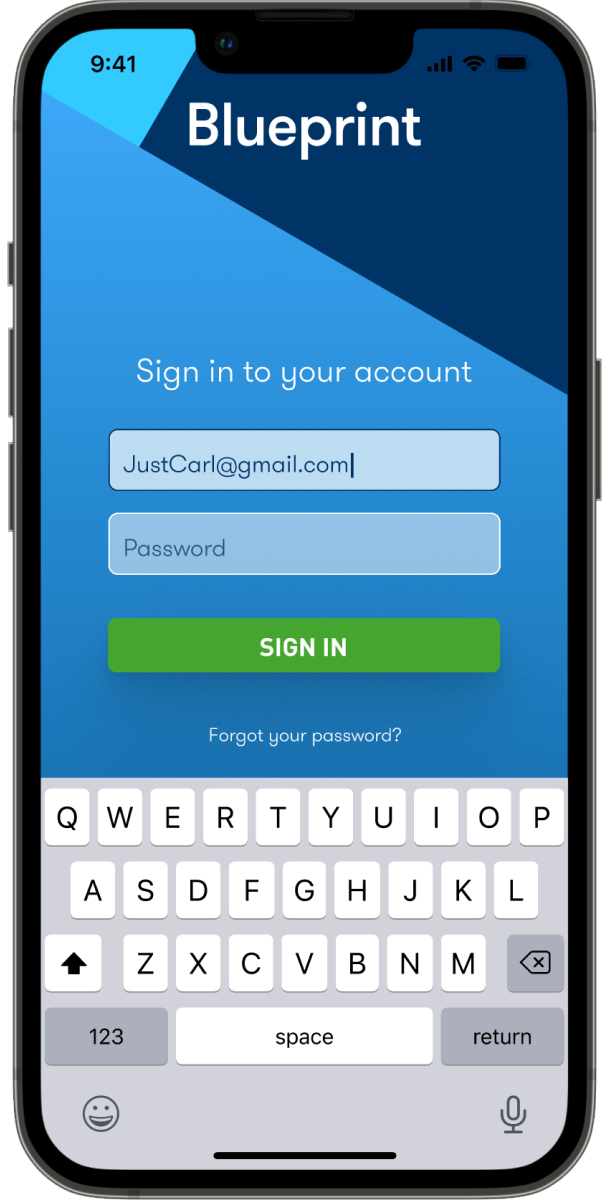 9:41
Blueprint
Sign in to your account
JustCarl@gmail.com
Password
SIGN IN
Forgot your password?
Q W E R T Y U I O P
A S D F G H J K L
Z X C V B N M
123 space return